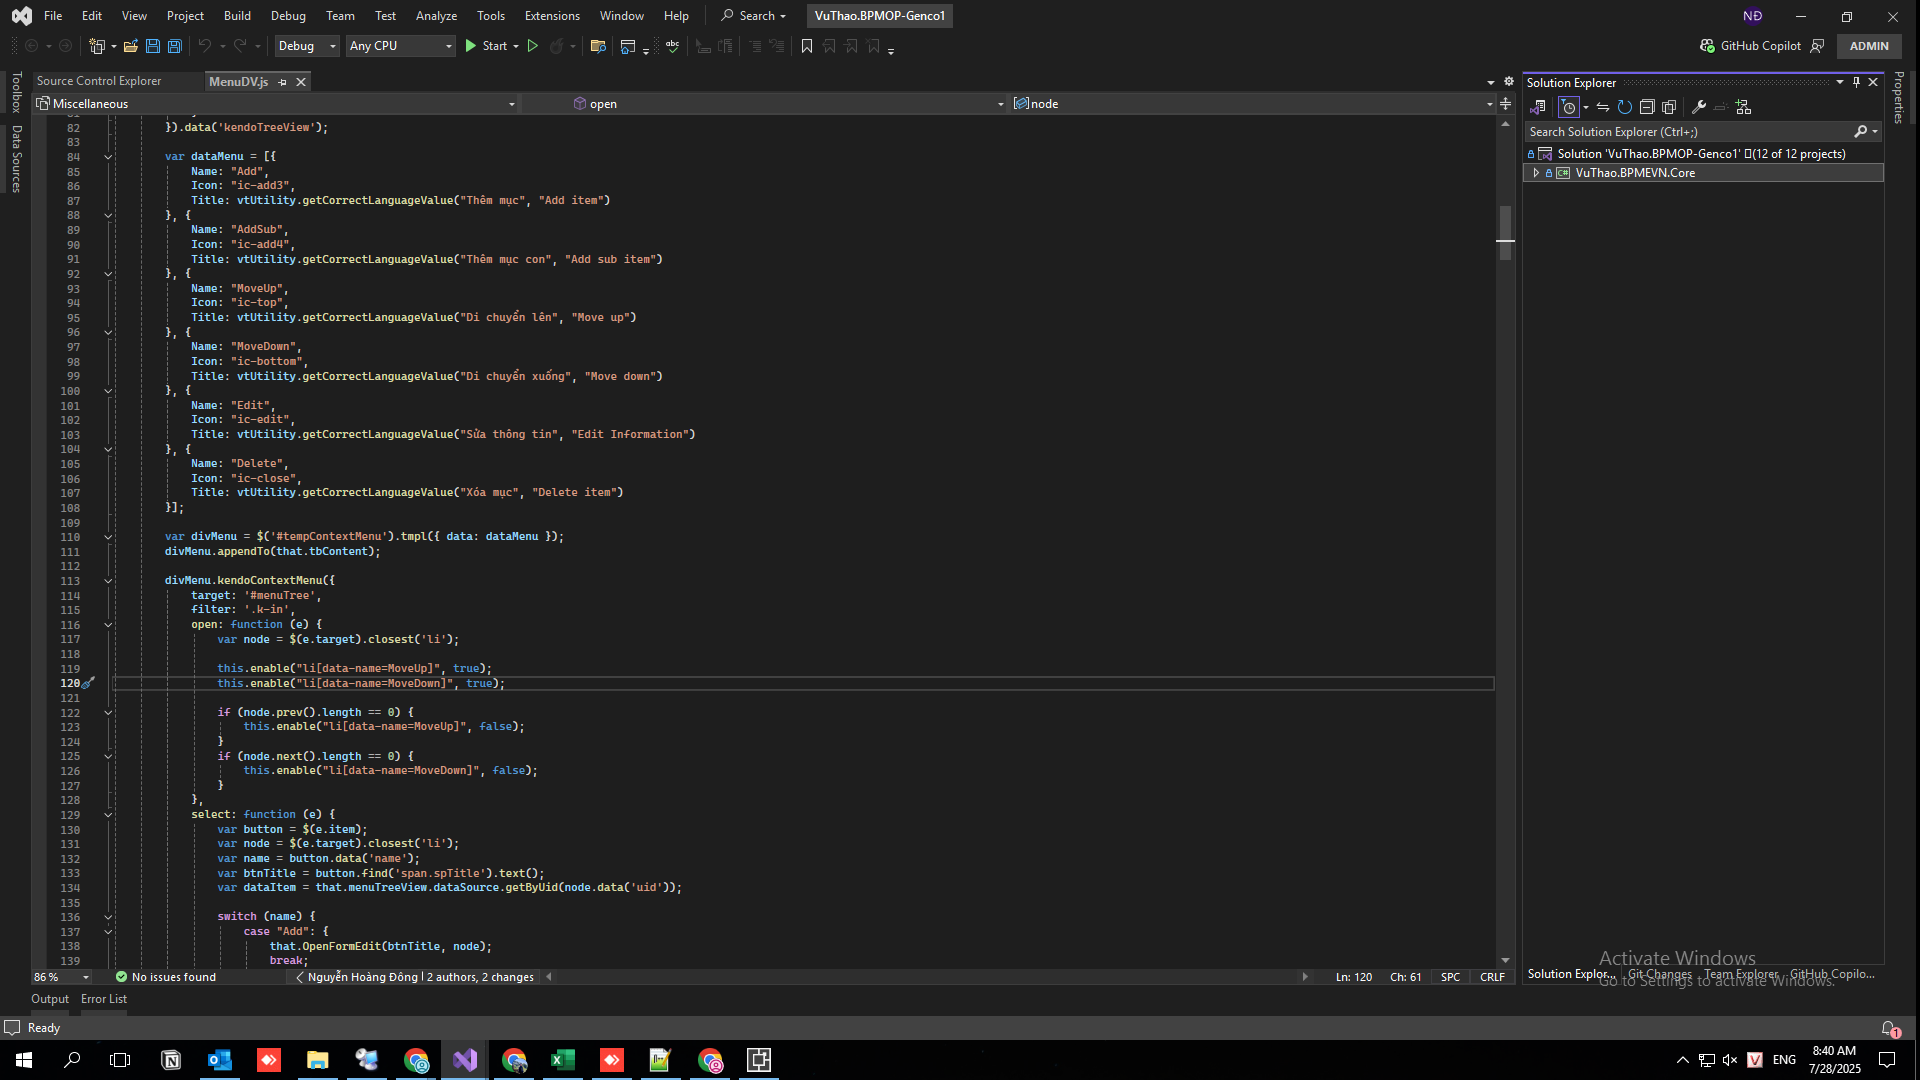 File Edit View Project Build Debug Team Test Analyze Tools Extensions Window Help Search VuThao.BPMOP-Genco1 NĐ
Debug Any CPU Start GitHub Copilot ADMIN
Toolbox
Data Sources
Source Control Explorer MenuDV.js
Miscellaneous open node
82 }).data('kendoTreeView');
83
84 var dataMenu = [{
85 Name: "Add",
86 Icon: "ic-add3",
87 Title: vtUtility.getCorrectLanguageValue("Thêm mục", "Add item")
88 }, {
89 Name: "AddSub",
90 Icon: "ic-add4",
91 Title: vtUtility.getCorrectLanguageValue("Thêm mục con", "Add sub item")
92 }, {
93 Name: "MoveUp",
94 Icon: "ic-top",
95 Title: vtUtility.getCorrectLanguageValue("Di chuyển lên", "Move up")
96 }, {
97 Name: "MoveDown",
98 Icon: "ic-bottom",
99 Title: vtUtility.getCorrectLanguageValue("Di chuyển xuống", "Move down")
100 }, {
101 Name: "Edit",
102 Icon: "ic-edit",
103 Title: vtUtility.getCorrectLanguageValue("Sửa thông tin", "Edit Information")
104 }, {
105 Name: "Delete",
106 Icon: "ic-close",
107 Title: vtUtility.getCorrectLanguageValue("Xóa mục", "Delete item")
108 }];
109
110 var divMenu = $('#tempContextMenu').tmpl({ data: dataMenu });
111 divMenu.appendTo(that.tbContent);
112
113 divMenu.kendoContextMenu({
114 target: '#menuTree',
115 filter: '.k-in',
116 open: function (e) {
117 var node = $(e.target).closest('li');
118
119 this.enable("li[data-name=MoveUp]", true);
120 this.enable("li[data-name=MoveDown]", true);
121
122 if (node.prev().length == 0) {
123 this.enable("li[data-name=MoveUp]", false);
124 }
125 if (node.next().length == 0) {
126 this.enable("li[data-name=MoveDown]", false);
127 }
128 },
129 select: function (e) {
130 var button = $(e.item);
131 var node = $(e.target).closest('li');
132 var name = button.data('name');
133 var btnTitle = button.find('span.spTitle').text();
134 var dataItem = that.menuTreeView.dataSource.getByUid(node.data('uid'));
135
136 switch (name) {
137 case "Add": {
138 that.OpenFormEdit(btnTitle, node);
139 break;
86 % No issues found Nguyễn Hoàng Đông | 2 authors, 2 changes Ln: 120 Ch: 61 SPC CRLF
Output Error List
Ready
Solution Explorer
Search Solution Explorer (Ctrl+;)
Solution 'VuThao.BPMOP-Genco1' (12 of 12 projects)
C# VuThao.BPMEVN.Core
Properties
Activate Windows
Go to Settings to activate Windows.
Solution Explor... Git Changes Team Explorer GitHub Copilo...
1
ENG 8:40 AM
7/28/2025